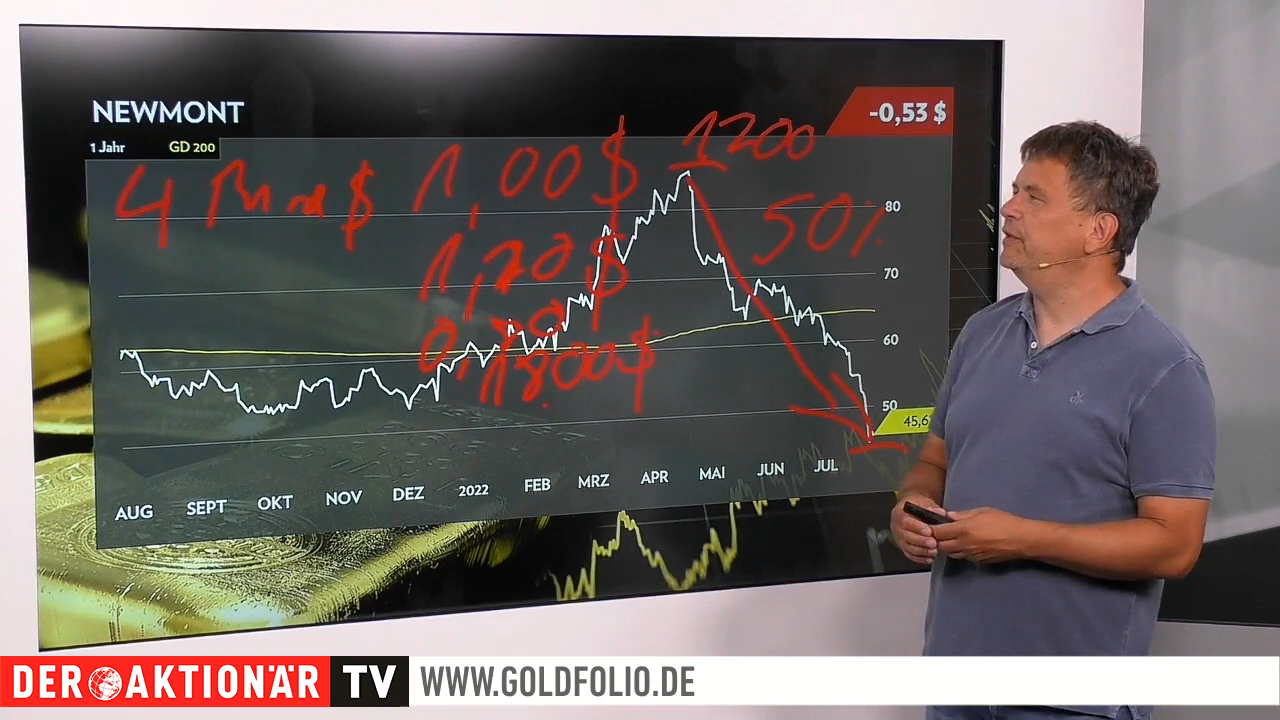 NEWMONT
-0,53 $
1 Jahr GD 200
4 Mrd $ 1,00 $ 1200
50%
1,20 $
18.00 $
80
70
60
50
45,6
AUG SEPT OKT NOV DEZ 2022 FEB MRZ APR MAI JUN JUL
DER AKTIONÄR TV WWW.GOLDFOLIO.DE